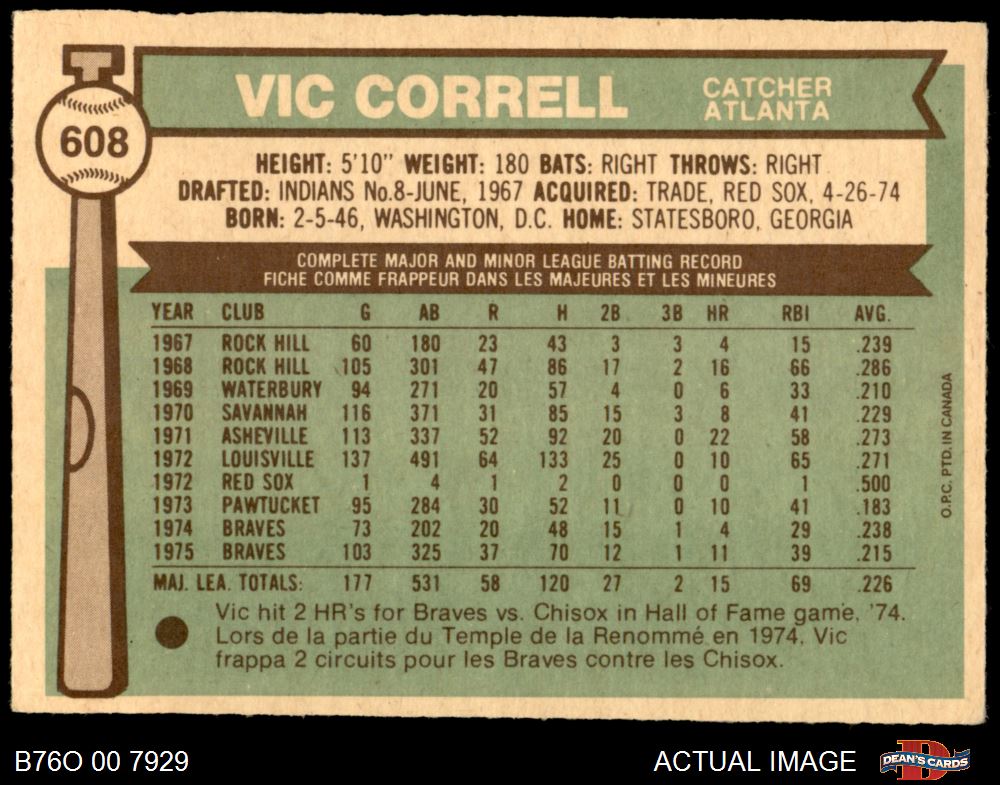 VIC CORRELL
CATCHER
ATLANTA
608
HEIGHT: 5'10" WEIGHT: 180 BATS: RIGHT THROWS: RIGHT
DRAFTED: INDIANS No.8-JUNE, 1967 ACQUIRED: TRADE, RED SOX, 4-26-74
BORN: 2-5-46, WASHINGTON, D.C. HOME: STATESBORO, GEORGIA
COMPLETE MAJOR AND MINOR LEAGUE BATTING RECORD
FICHE COMME FRAPPEUR DANS LES MAJEURES ET LES MINEURES
YEAR CLUB G AB R H 2B 3B HR RBI AVG.
1967 ROCK HILL 60 180 23 43 3 3 4 15 .239
1968 ROCK HILL 105 301 47 86 17 2 16 66 .286
1969 WATERBURY 94 271 20 57 4 0 6 33 .210
1970 SAVANNAH 116 371 31 85 15 3 8 41 .229
1971 ASHEVILLE 113 337 52 92 20 0 22 58 .273
1972 LOUISVILLE 137 491 64 133 25 0 10 65 .271
1972 RED SOX 1 4 1 2 0 0 0 1 .500
1973 PAWTUCKET 95 284 30 52 11 0 10 41 .183
1974 BRAVES 73 202 20 48 15 1 4 29 .238
1975 BRAVES 103 325 37 70 12 1 11 39 .215
MAJ. LEA. TOTALS: 177 531 58 120 27 2 15 69 .226
Vic hit 2 HR's for Braves vs. Chisox in Hall of Fame game, '74.
Lors de la partie du Temple de la Renommé en 1974, Vic
frappa 2 circuits pour les Braves contre les Chisox.
O.P.C. PTD. IN CANADA
B76O 00 7929
ACTUAL IMAGE
D
DEAN'S CARDS